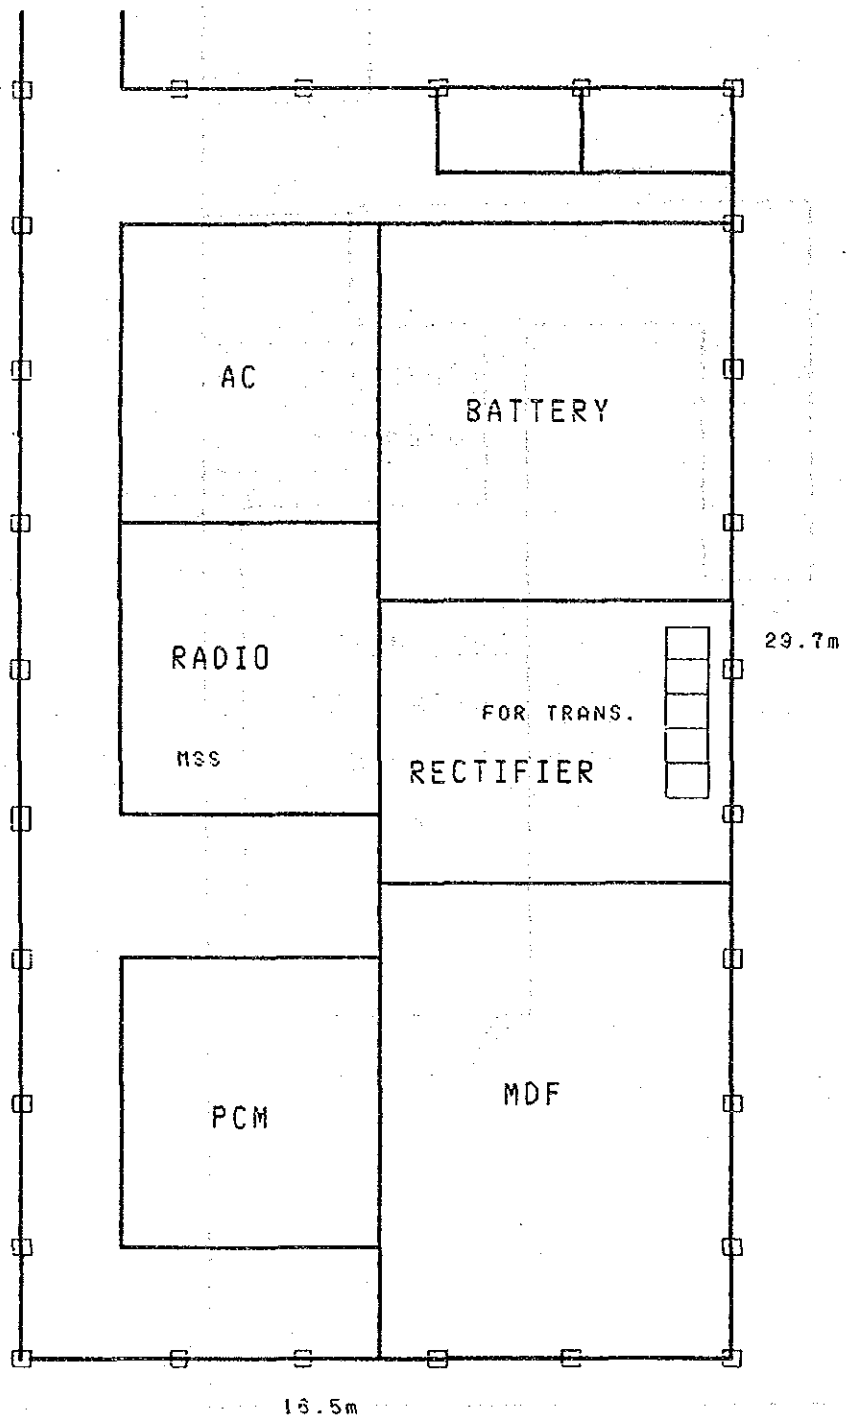 AC
BATTERY
RADIO
29.7m
FOR TRANS.
MSS
RECTIFIER
MDF
PCM
16.5m